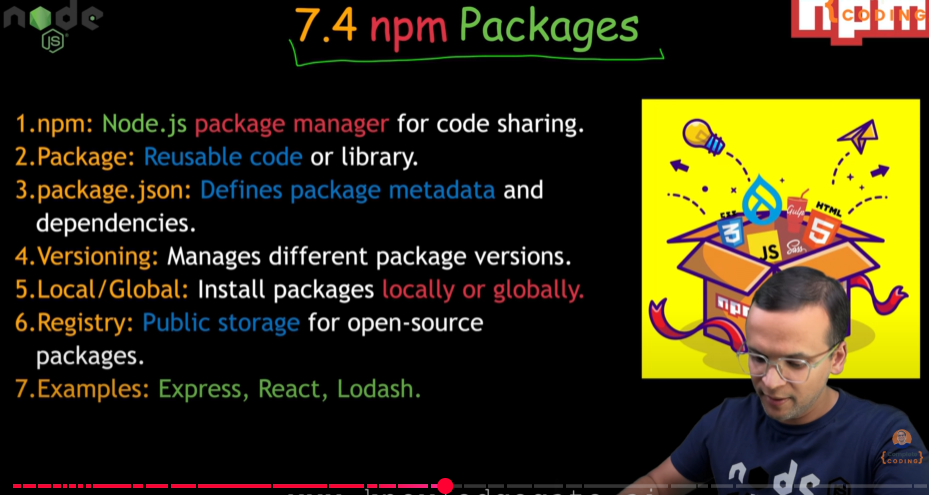 node
JS
7.4 npm Packages
CODING
1.npm: Node.js package manager for code sharing.
2.Package: Reusable code or library.
3.package.json: Defines package metadata and
dependencies.
4.Versioning: Manages different package versions.
5.Local/Global: Install packages locally or globally.
6.Registry: Public storage for open-source
packages.
7.Examples: Express, React, Lodash.
CSS
3
JS
Gulp
Sass
HTML
5
npm
CODING